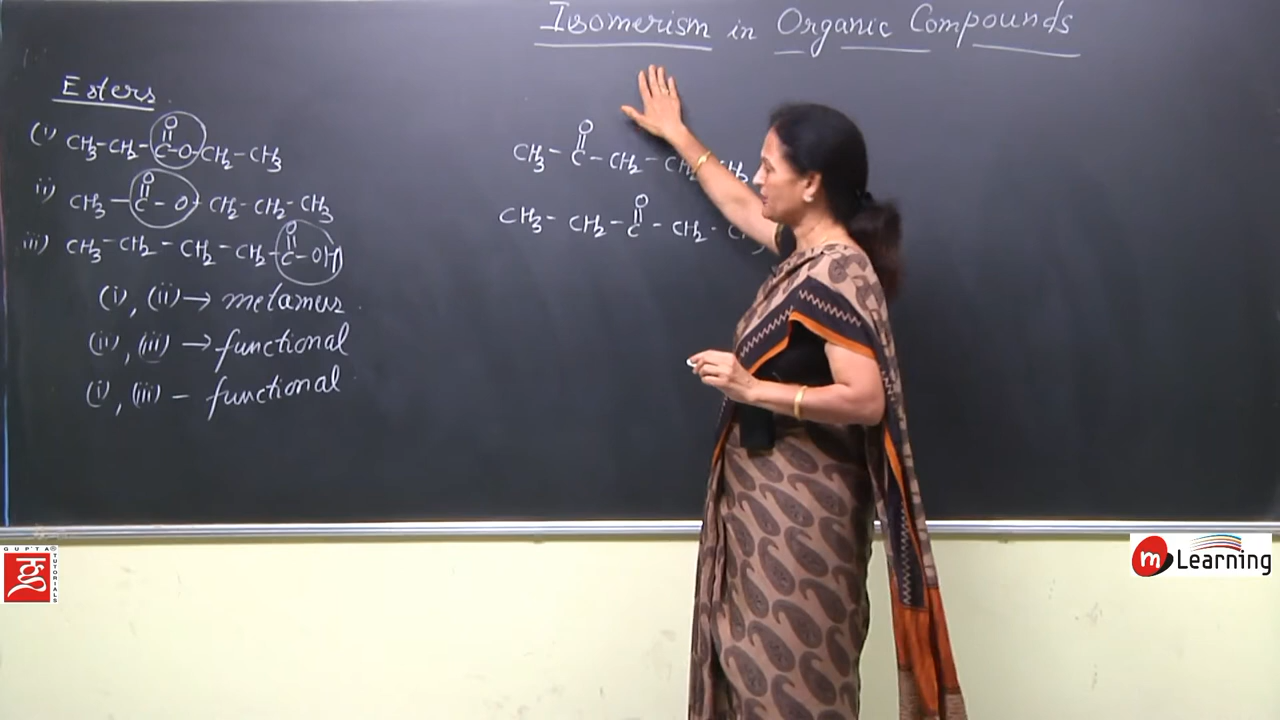 Isomerism in Organic Compounds
Esters
(i) CH₃-CH₂-C-O-CH₂-CH₃
O
ii) CH₃-C-O-CH₂-CH₂-CH₃
O
iii) CH₃-CH₂-CH₂-CH₂-C-OH
O
(i), (ii) → metamers
(ii), (iii) → functional
(i), (iii) - functional
O
CH₃-C-CH₂-CH₂-CH₃
O
CH₃-CH₂-C-CH₂-
GUPTA® TUTORIALS
m Learning